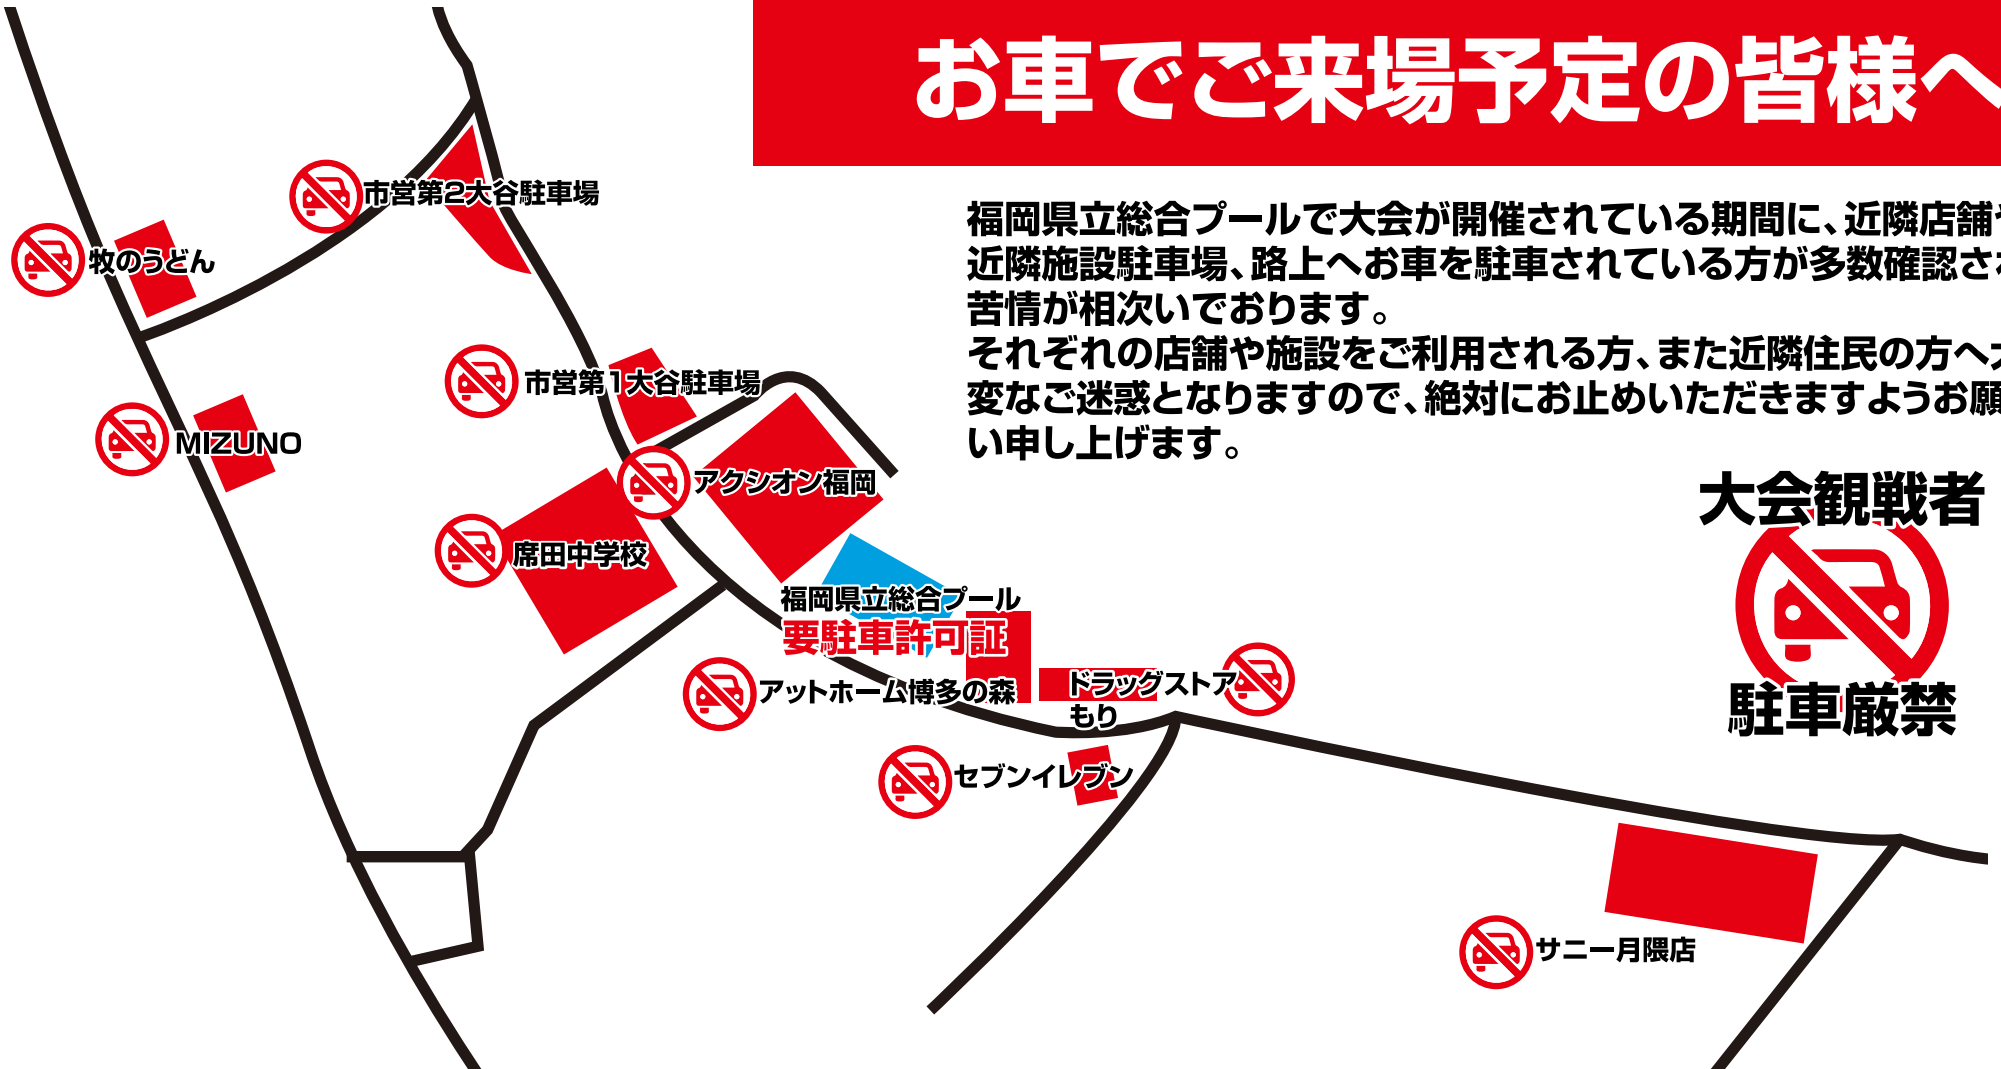 お車でご来場予定の皆様へ
福岡県立総合プールで大会が開催されている期間に、近隣店舗や
近隣施設駐車場、路上へお車を駐車されている方が多数確認され
苦情が相次いでおります。
それぞれの店舗や施設をご利用される方、また近隣住民の方へ大
変なご迷惑となりますので、絶対にお止めいただきますようお願
い申し上げます。
市営第2大谷駐車場
牧のうどん
市営第1大谷駐車場
MIZUNO
アクシオン福岡
大会観戦者
駐車厳禁
席田中学校
福岡県立総合プール
要駐車許可証
アットホーム博多の森
ドラッグストア
もり
セブンイレブン
サニー月隈店